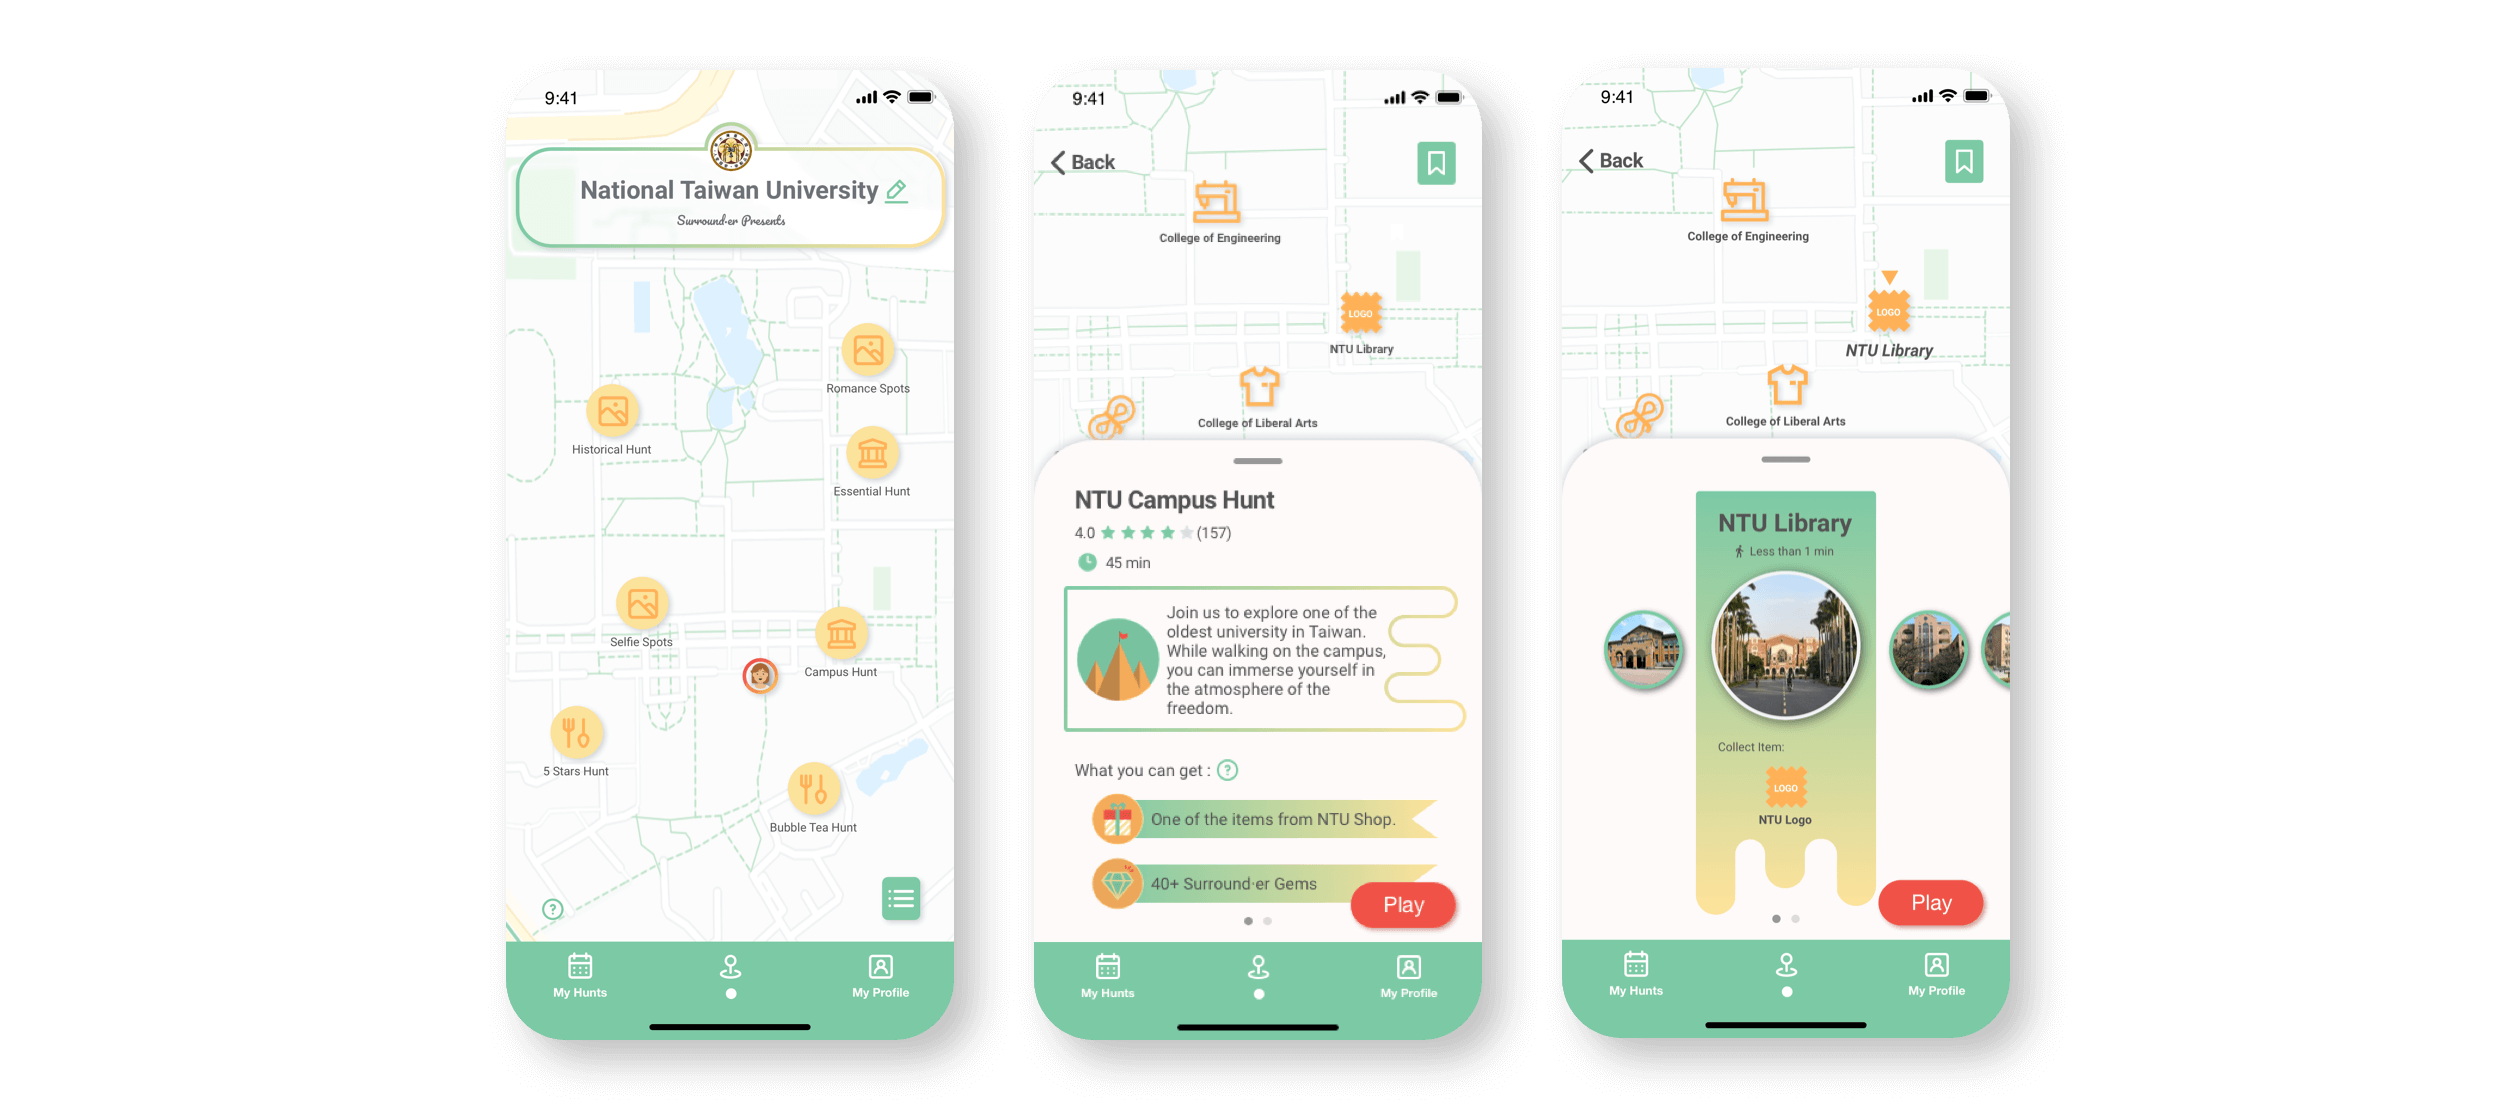 9:41
National Taiwan University
Surround·er Presents
Romance Spots
Historical Hunt
Essential Hunt
Selfie Spots
Campus Hunt
5 Stars Hunt
Bubble Tea Hunt
?
My Hunts
My Profile
9:41
Back
College of Engineering
LOGO
NTU Library
College of Liberal Arts
NTU Campus Hunt
4.0 (157)
45 min
Join us to explore one of the
oldest university in Taiwan.
While walking on the campus,
you can immerse yourself in
the atmosphere of the
freedom.
What you can get : ?
One of the items from NTU Shop.
40+ Surround·er Gems
Play
My Hunts
My Profile
9:41
Back
College of Engineering
LOGO
NTU Library
College of Liberal Arts
NTU Library
Less than 1 min
Collect Item:
LOGO
NTU Logo
Play
My Hunts
My Profile